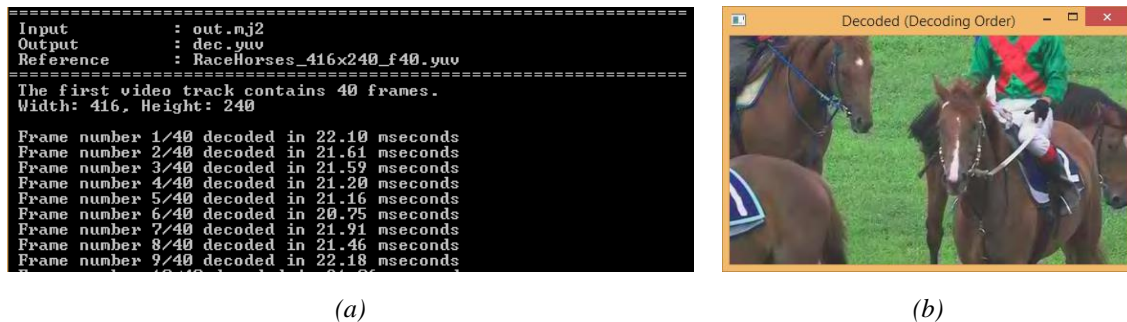 Input : out.mj2
Output : dec.yuv
Reference : RaceHorses_416x240_f40.yuv
The first video track contains 40 frames.
Width: 416, Height: 240
Frame number 1/40 decoded in 22.10 mseconds
Frame number 2/40 decoded in 21.61 mseconds
Frame number 3/40 decoded in 21.59 mseconds
Frame number 4/40 decoded in 21.20 mseconds
Frame number 5/40 decoded in 21.16 mseconds
Frame number 6/40 decoded in 20.75 mseconds
Frame number 7/40 decoded in 21.91 mseconds
Frame number 8/40 decoded in 21.46 mseconds
Frame number 9/40 decoded in 22.18 mseconds
(a)
Decoded (Decoding Order)
(b)